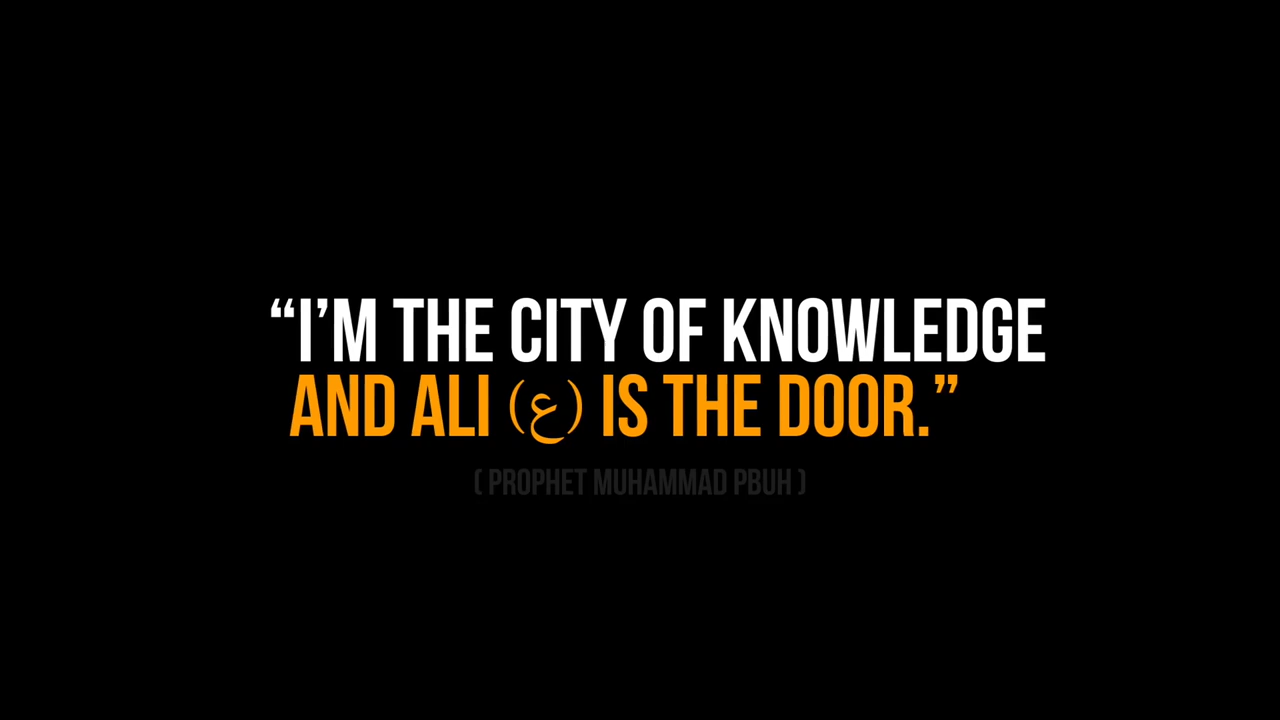 “I’M THE CITY OF KNOWLEDGE
AND ALI (ع) IS THE DOOR.”
( PROPHET MUHAMMAD PBUH )